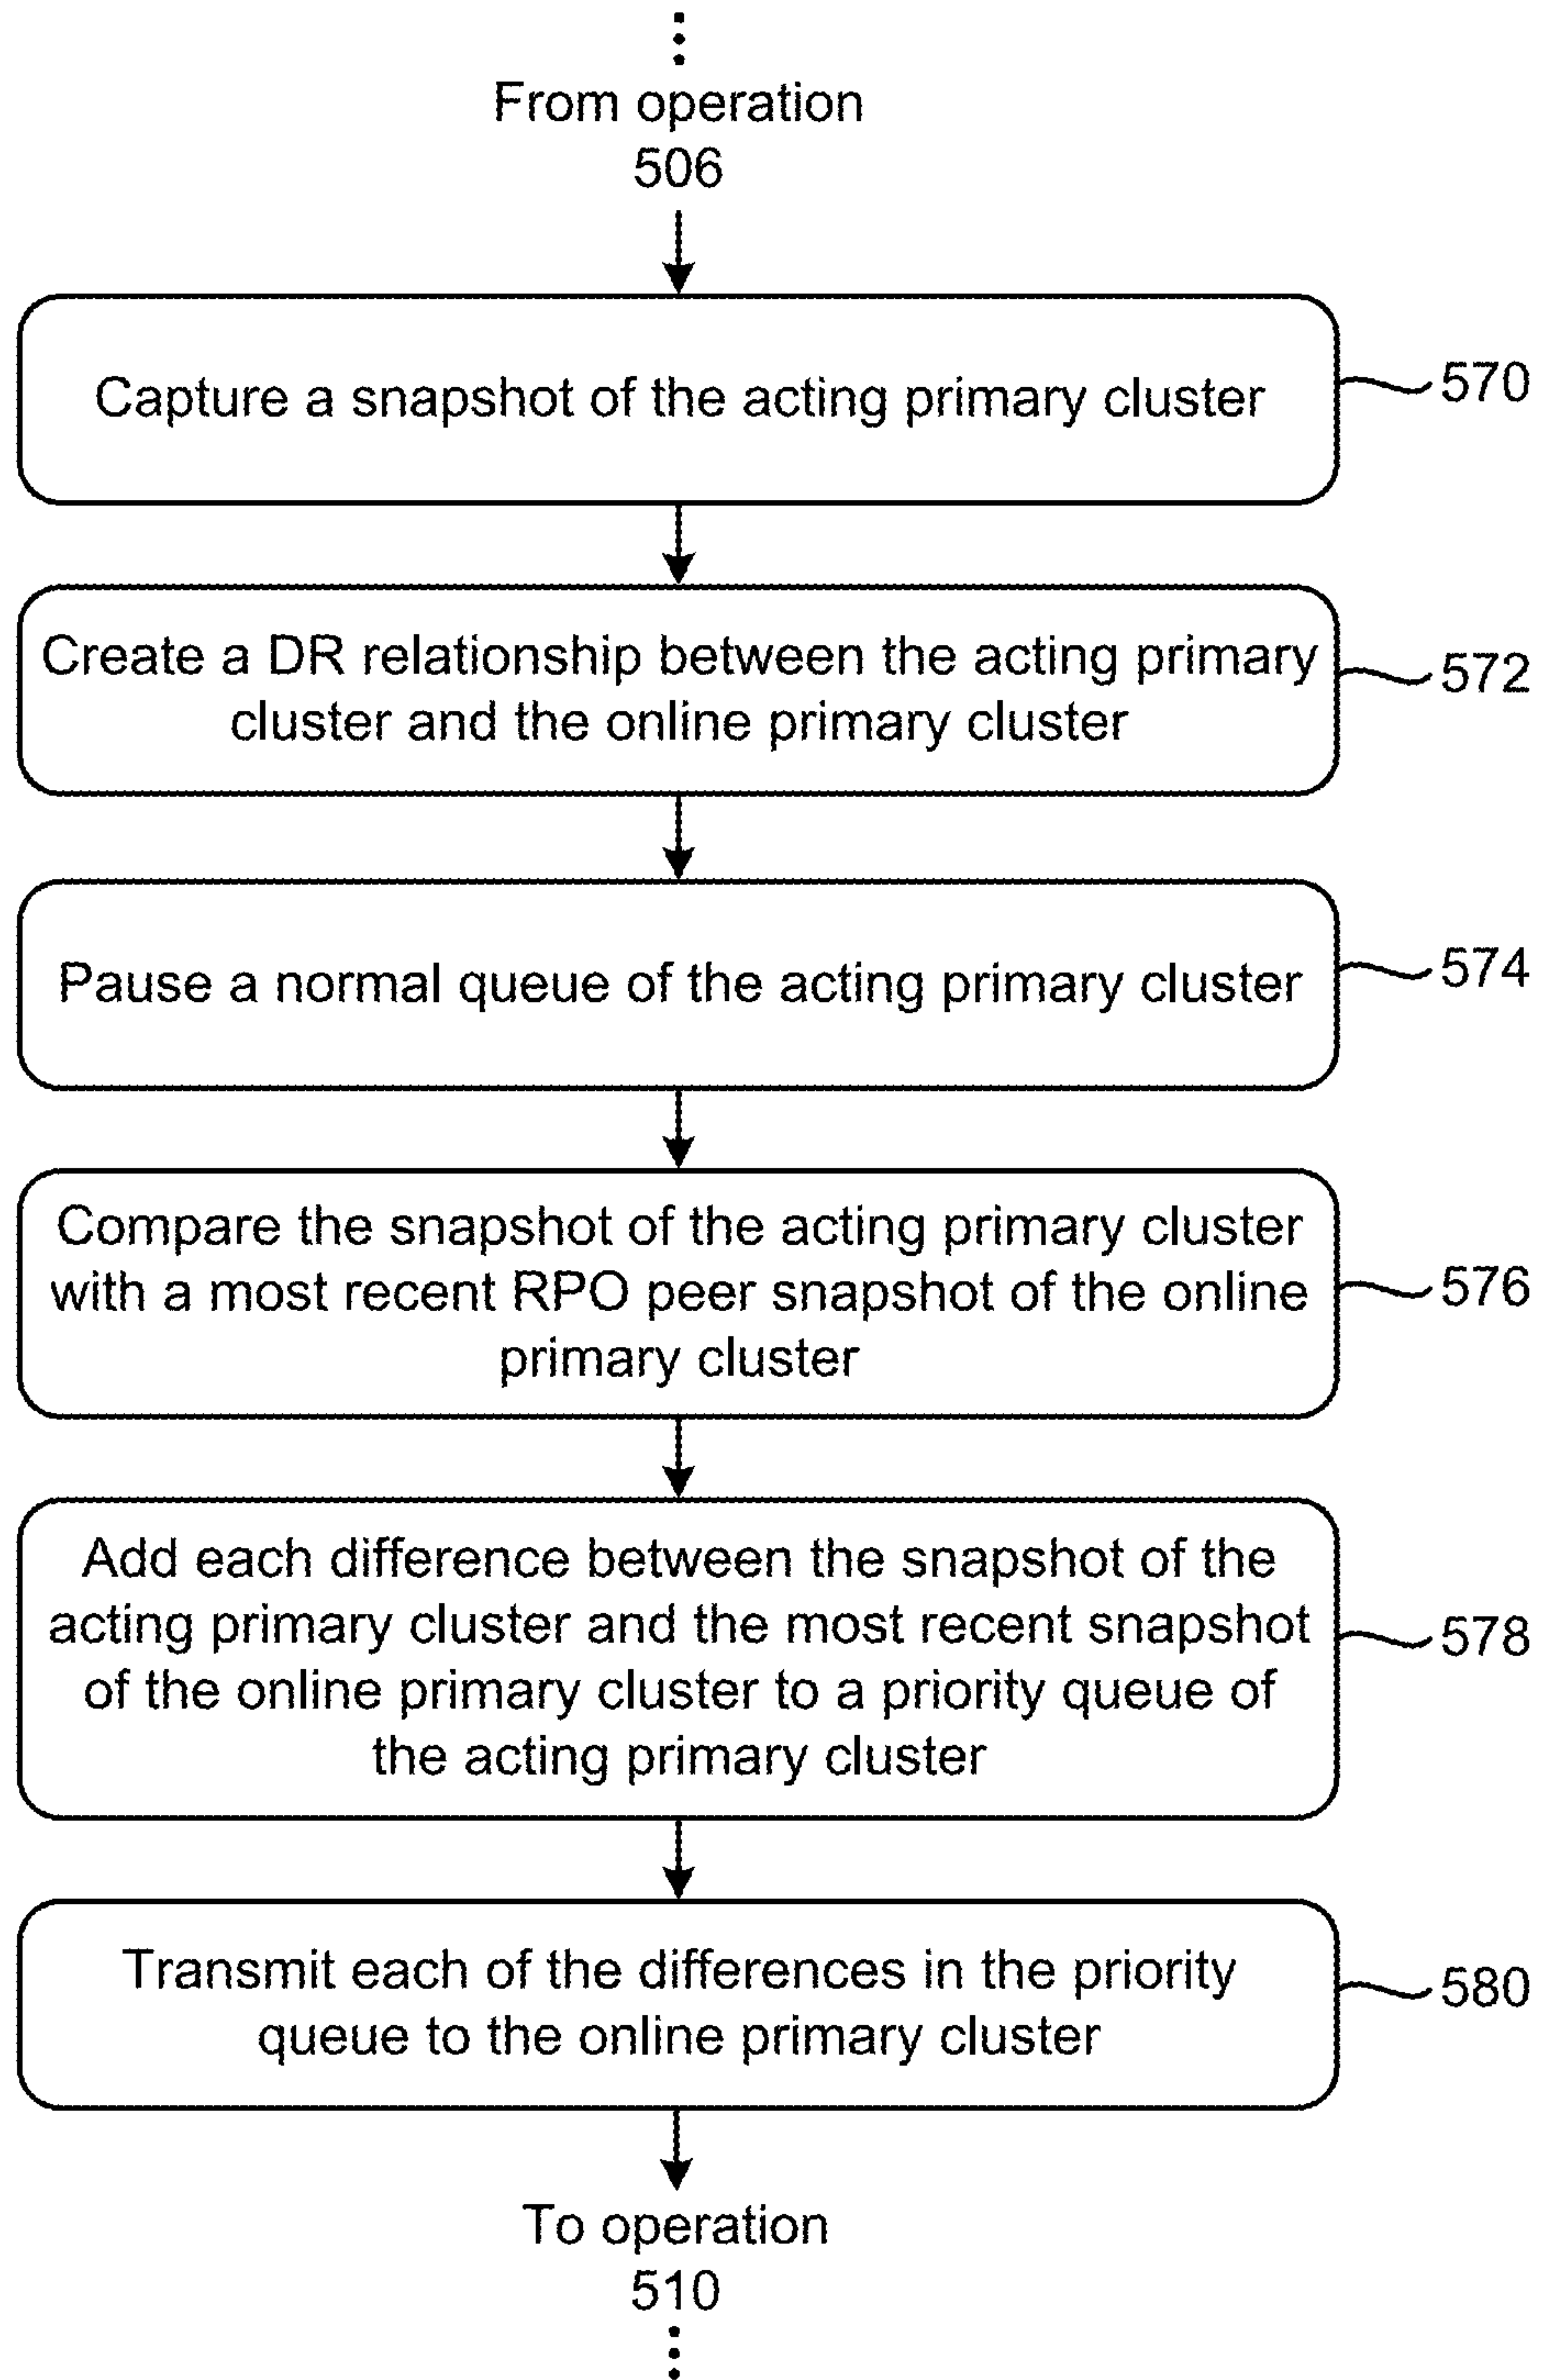 From operation
506
Capture a snapshot of the acting primary cluster
570
Create a DR relationship between the acting primary
cluster and the online primary cluster
572
Pause a normal queue of the acting primary cluster
574
Compare the snapshot of the acting primary cluster
with a most recent RPO peer snapshot of the online
primary cluster
576
Add each difference between the snapshot of the
acting primary cluster and the most recent snapshot
of the online primary cluster to a priority queue of
the acting primary cluster
578
Transmit each of the differences in the priority
queue to the online primary cluster
580
To operation
510